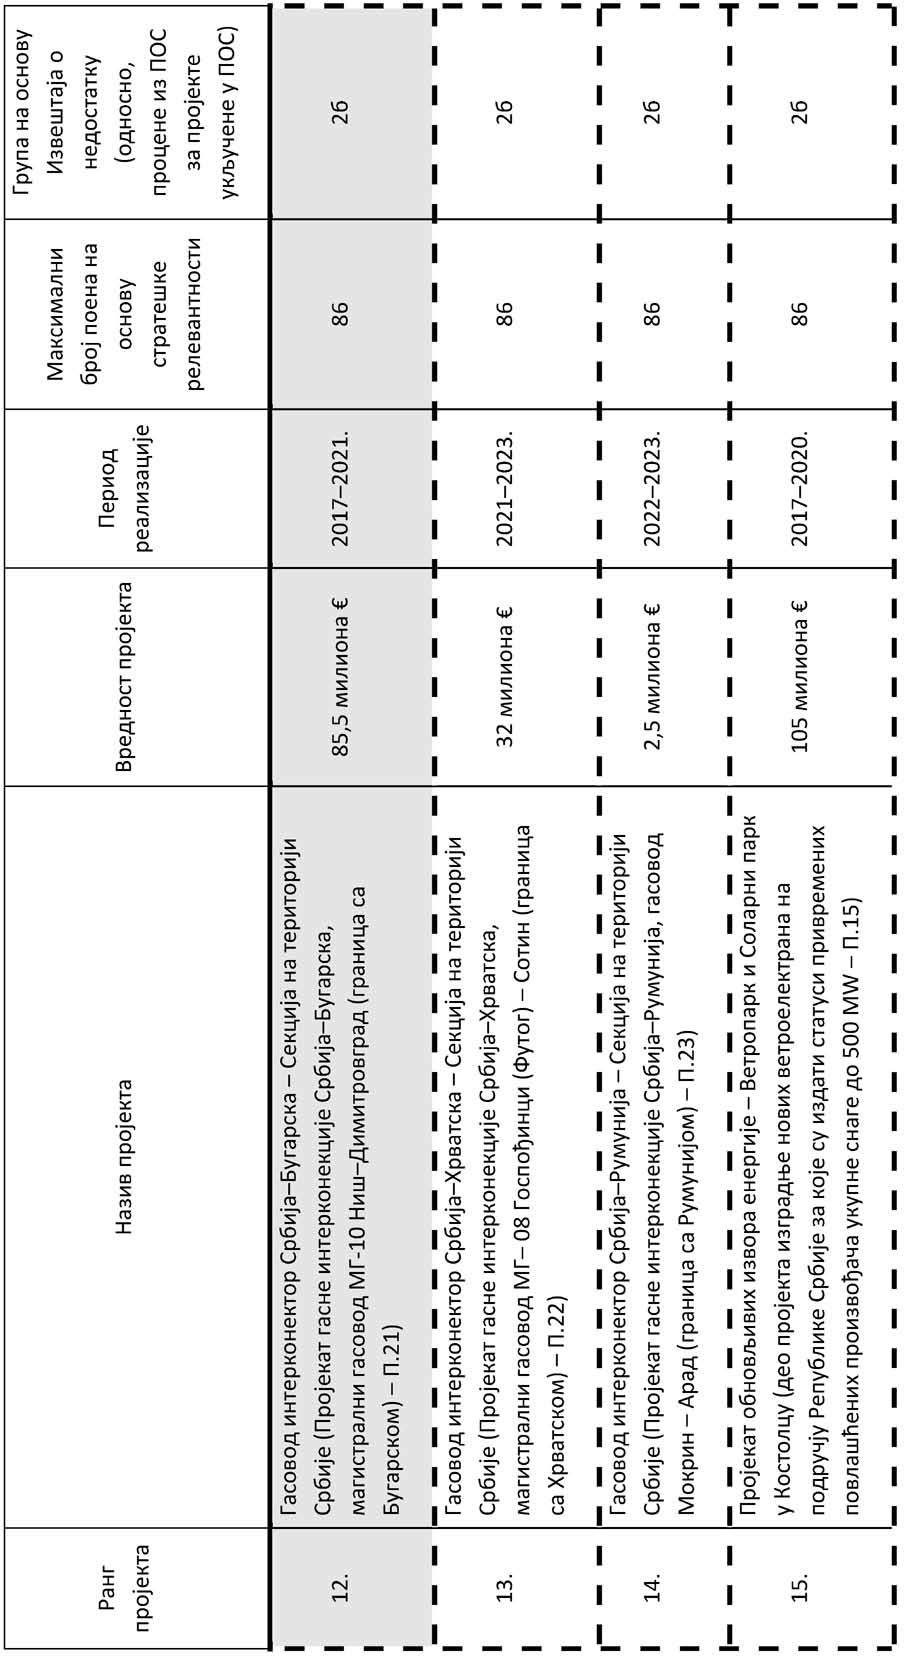 Ранг
пројекта
Назив пројекта
Вредност пројекта
Период
реализације
Максимални
број поена на
основу
стратешке
релевантности
Група на основу
Извештаја о
недостатку
(односно,
процене из ПОС
за пројекте
укључене у ПОС)
12.
Гасовод интерконектор Србија–Бугарска – Секција на територији
Србије (Пројекат гасне интерконекције Србија–Бугарска,
магистрални гасовод МГ-10 Ниш–Димитровград (граница са
Бугарском) – П.21)
85,5 милиона €
2017–2021.
86
2б
13.
Гасовод интерконектор Србија–Хрватска – Секција на територији
Србије (Пројекат гасне интерконекције Србија–Хрватска,
магистрални гасовод МГ– 08 Госпођинци (Футог) – Сотин (граница
са Хрватском) – П.22)
32 милиона €
2021–2023.
86
2б
14.
Гасовод интерконектор Србија–Румунија – Секција на територији
Србије (Пројекат гасне интерконекције Србија–Румунија, гасовод
Мокрин – Арад (граница са Румунијом) – П.23)
2,5 милиона €
2022–2023.
86
2б
15.
Пројекат обновљивих извора енергије – Ветропарк и Соларни парк
у Костолцу (део пројекта изградње нових ветроелектрана на
подручју Републике Србије за које су издати статуси привремених
повлашћених произвођача укупне снаге до 500 MW – П.15)
105 милиона €
2017–2020.
86
2б